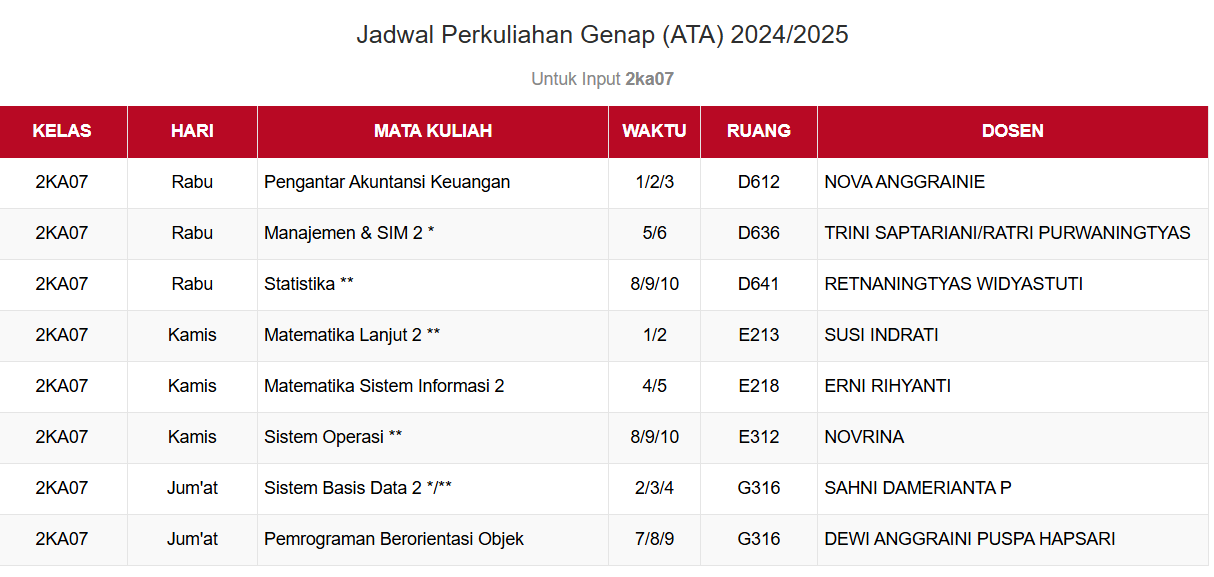 Jadwal Perkuliahan Genap (ATA) 2024/2025
Untuk Input 2ka07
KELAS HARI MATA KULIAH WAKTU RUANG DOSEN
2KA07 Rabu Pengantar Akuntansi Keuangan 1/2/3 D612 NOVA ANGGRAINIE
2KA07 Rabu Manajemen & SIM 2 * 5/6 D636 TRINI SAPTARIANI/RATRI PURWANINGTYAS
2KA07 Rabu Statistika ** 8/9/10 D641 RETNANINGTYAS WIDYASTUTI
2KA07 Kamis Matematika Lanjut 2 ** 1/2 E213 SUSI INDRATI
2KA07 Kamis Matematika Sistem Informasi 2 4/5 E218 ERNI RIHYANTI
2KA07 Kamis Sistem Operasi ** 8/9/10 E312 NOVRINA
2KA07 Jum'at Sistem Basis Data 2 */** 2/3/4 G316 SAHNI DAMERIANTA P
2KA07 Jum'at Pemrograman Berorientasi Objek 7/8/9 G316 DEWI ANGGRAINI PUSPA HAPSARI